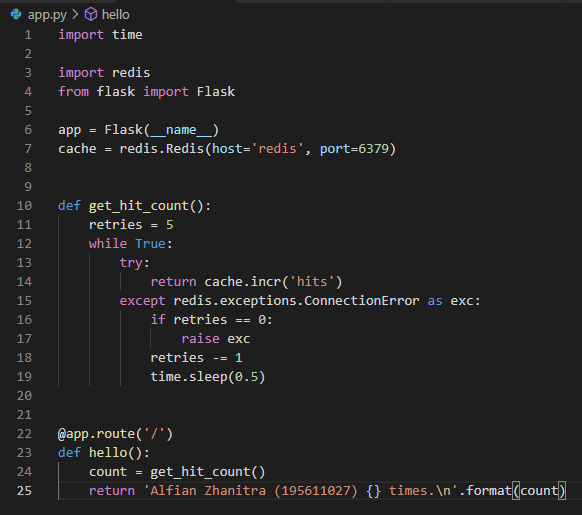 app.py > hello
1 import time
2
3 import redis
4 from flask import Flask
5
6 app = Flask(__name__)
7 cache = redis.Redis(host='redis', port=6379)
8
9
10 def get_hit_count():
11     retries = 5
12     while True:
13         try:
14             return cache.incr('hits')
15         except redis.exceptions.ConnectionError as exc:
16             if retries == 0:
17                 raise exc
18             retries -= 1
19             time.sleep(0.5)
20
21
22 @app.route('/')
23 def hello():
24     count = get_hit_count()
25     return 'Alfian Zhanitra (195611027) {} times.\n'.format(count)